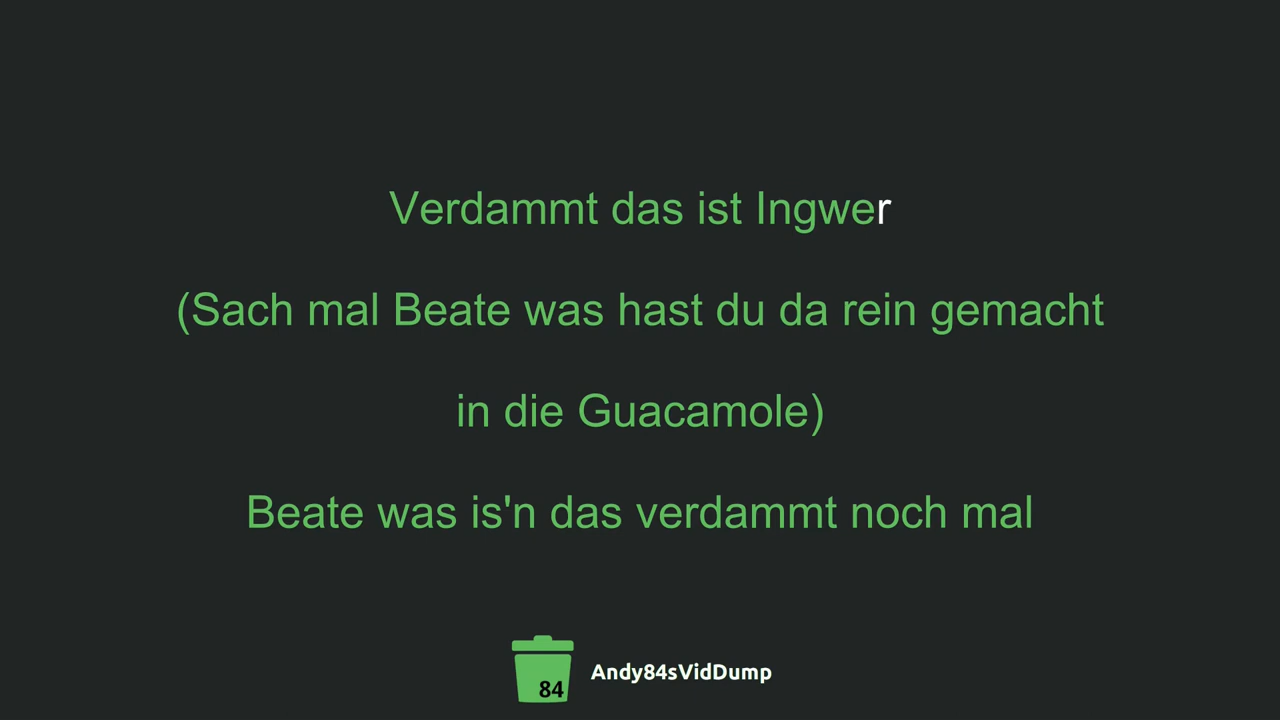 Verdammt das ist Ingwer
(Sach mal Beate was hast du da rein gemacht
in die Guacamole)
Beate was is'n das verdammt noch mal
84
Andy84sVidDump